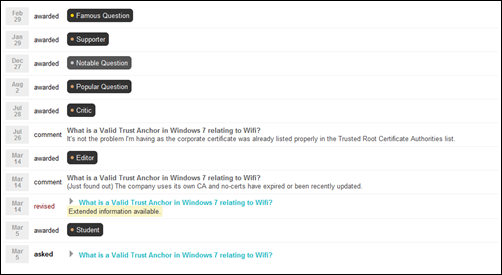 Feb 29 awarded Famous Question
Jan 29 awarded Supporter
Dec 27 awarded Notable Question
Aug 2 awarded Popular Question
Jul 28 awarded Critic
Jul 26 comment What is a Valid Trust Anchor in Windows 7 relating to Wifi?
It's not the problem I'm having as the corporate certificate was already listed properly in the Trusted Root Certificate Authorities list.
Mar 14 awarded Editor
Mar 14 comment What is a Valid Trust Anchor in Windows 7 relating to Wifi?
(Just found out) The company uses its own CA and no-certs have expired or been recently updated.
Mar 14 revised What is a Valid Trust Anchor in Windows 7 relating to Wifi?
Extended information available.
Mar 5 awarded Student
Mar 5 asked What is a Valid Trust Anchor in Windows 7 relating to Wifi?